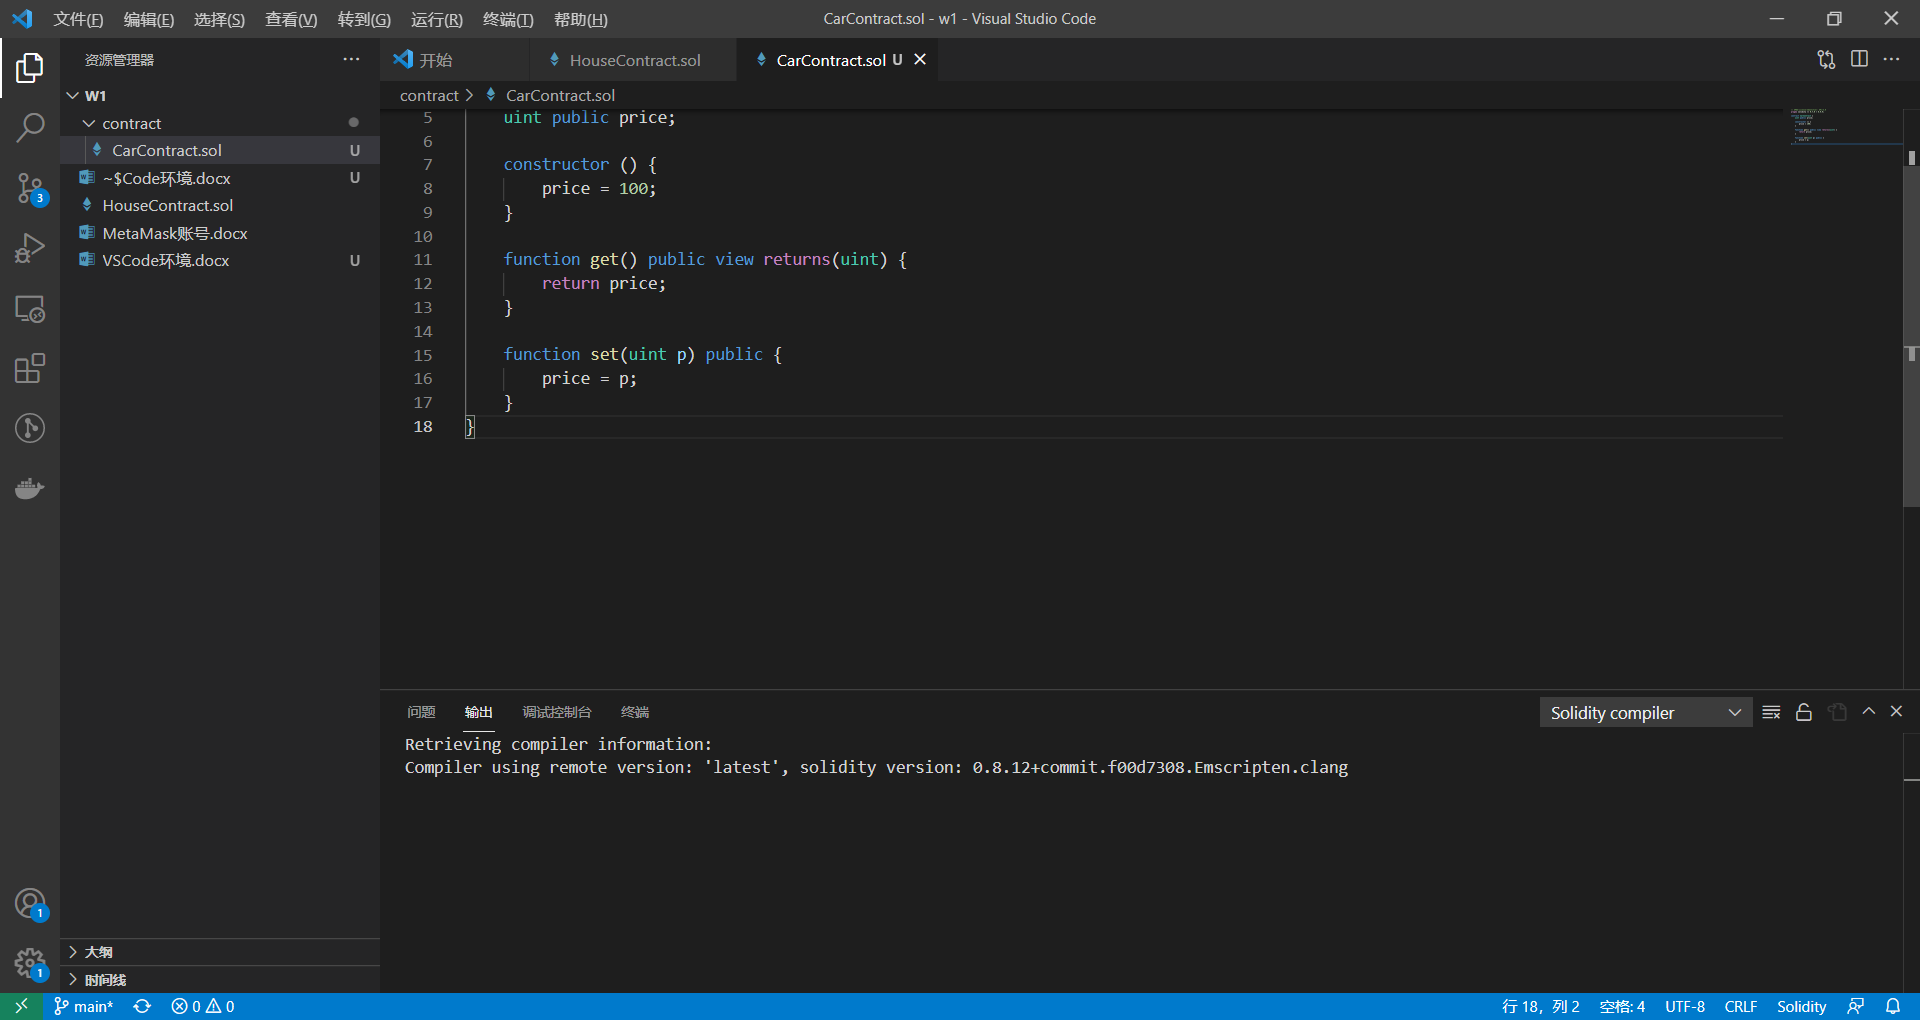 文件(F) 编辑(E) 选择(S) 查看(V) 转到(G) 运行(R) 终端(T) 帮助(H) CarContract.sol - w1 - Visual Studio Code
资源管理器
W1
contract
CarContract.sol U
~$Code环境.docx U
HouseContract.sol
MetaMask账号.docx
VSCode环境.docx U
大纲
时间线
3
1
1
开始 HouseContract.sol CarContract.sol U
contract CarContract.sol
5 uint public price;
6
7 constructor () {
8 price = 100;
9 }
10
11 function get() public view returns(uint) {
12 return price;
13 }
14
15 function set(uint p) public {
16 price = p;
17 }
18 }
问题 输出 调试控制台 终端 Solidity compiler
Retrieving compiler information:
Compiler using remote version: 'latest', solidity version: 0.8.12+commit.f00d7308.Emscripten.clang
main* 0 0 行 18，列 2 空格: 4 UTF-8 CRLF Solidity